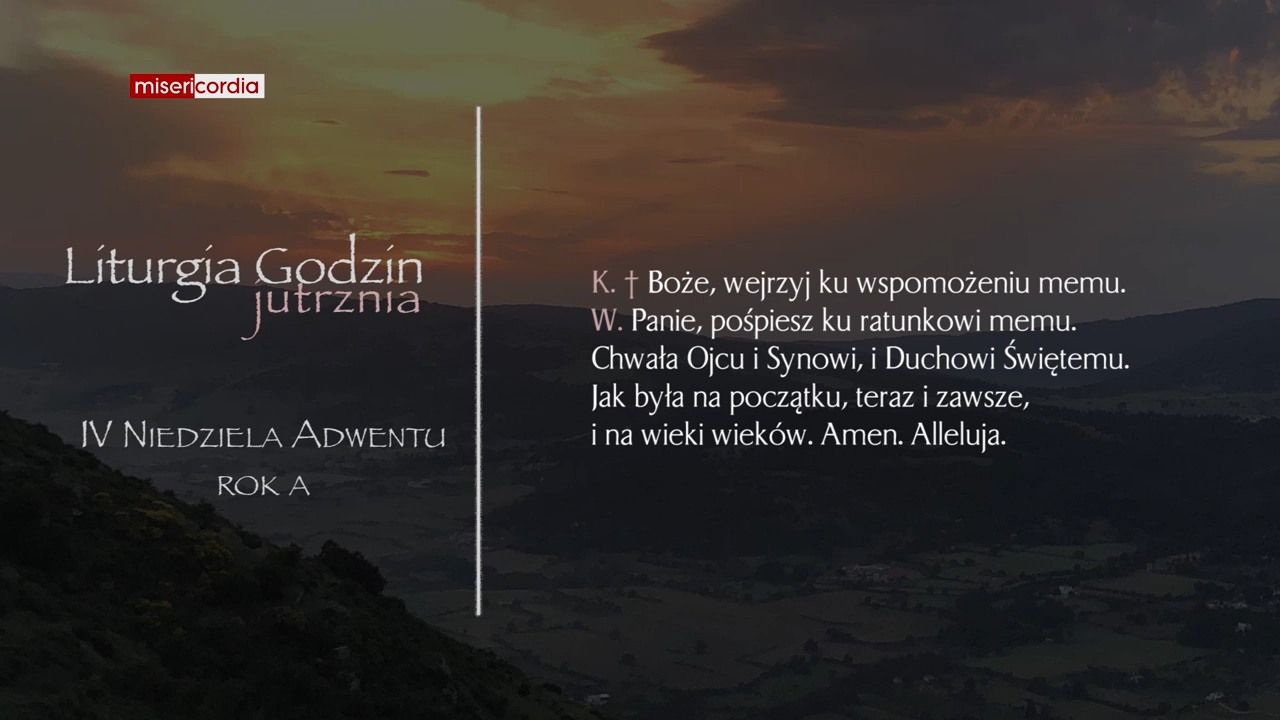 misericordia
Liturgia Godzin
jutrznia
IV Niedziela Adwentu
rok A
K. † Boże, wejrzyj ku wspomożeniu memu.
W. Panie, pośpiesz ku ratunkowi memu.
Chwała Ojcu i Synowi, i Duchowi Świętemu.
Jak była na początku, teraz i zawsze,
i na wieki wieków. Amen. Alleluja.